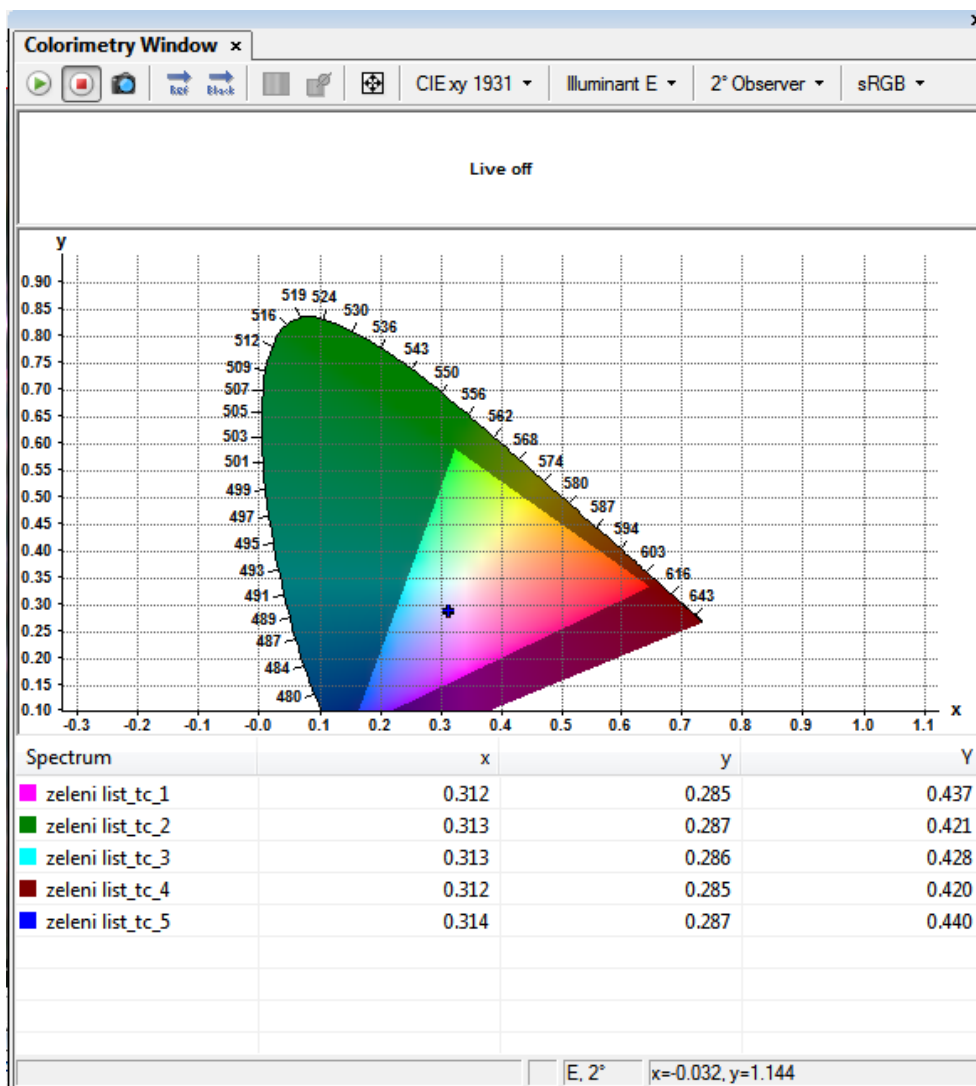 x
Colorimetry Window ×
Ref Black CIE xy 1931 Illuminant E 2° Observer sRGB
Live off
y
0.90
0.85
0.80
0.75
0.70
0.65
0.60
0.55
0.50
0.45
0.40
0.35
0.30
0.25
0.20
0.15
0.10
519 524
516 530
512 536
509 543
507 550
505 556
503 562
501 568
499 574
497 580
495 587
493 594
491 603
489 616
487 643
484
480
-0.3 -0.2 -0.1 -0.0 0.1 0.2 0.3 0.4 0.5 0.6 0.7 0.8 0.9 1.0 1.1 x
Spectrum x y Y
zeleni list_tc_1 0.312 0.285 0.437
zeleni list_tc_2 0.313 0.287 0.421
zeleni list_tc_3 0.313 0.286 0.428
zeleni list_tc_4 0.312 0.285 0.420
zeleni list_tc_5 0.314 0.287 0.440
E, 2° x=-0.032, y=1.144